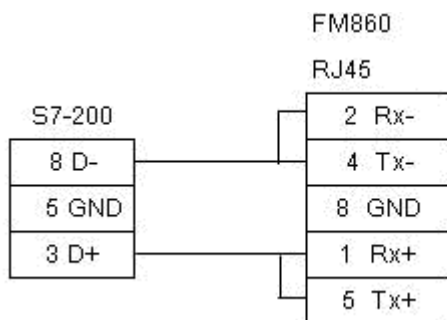 FM860
RJ45
S7-200
8 D-
5 GND
3 D+
2 Rx-
4 Tx-
8 GND
1 Rx+
5 Tx+